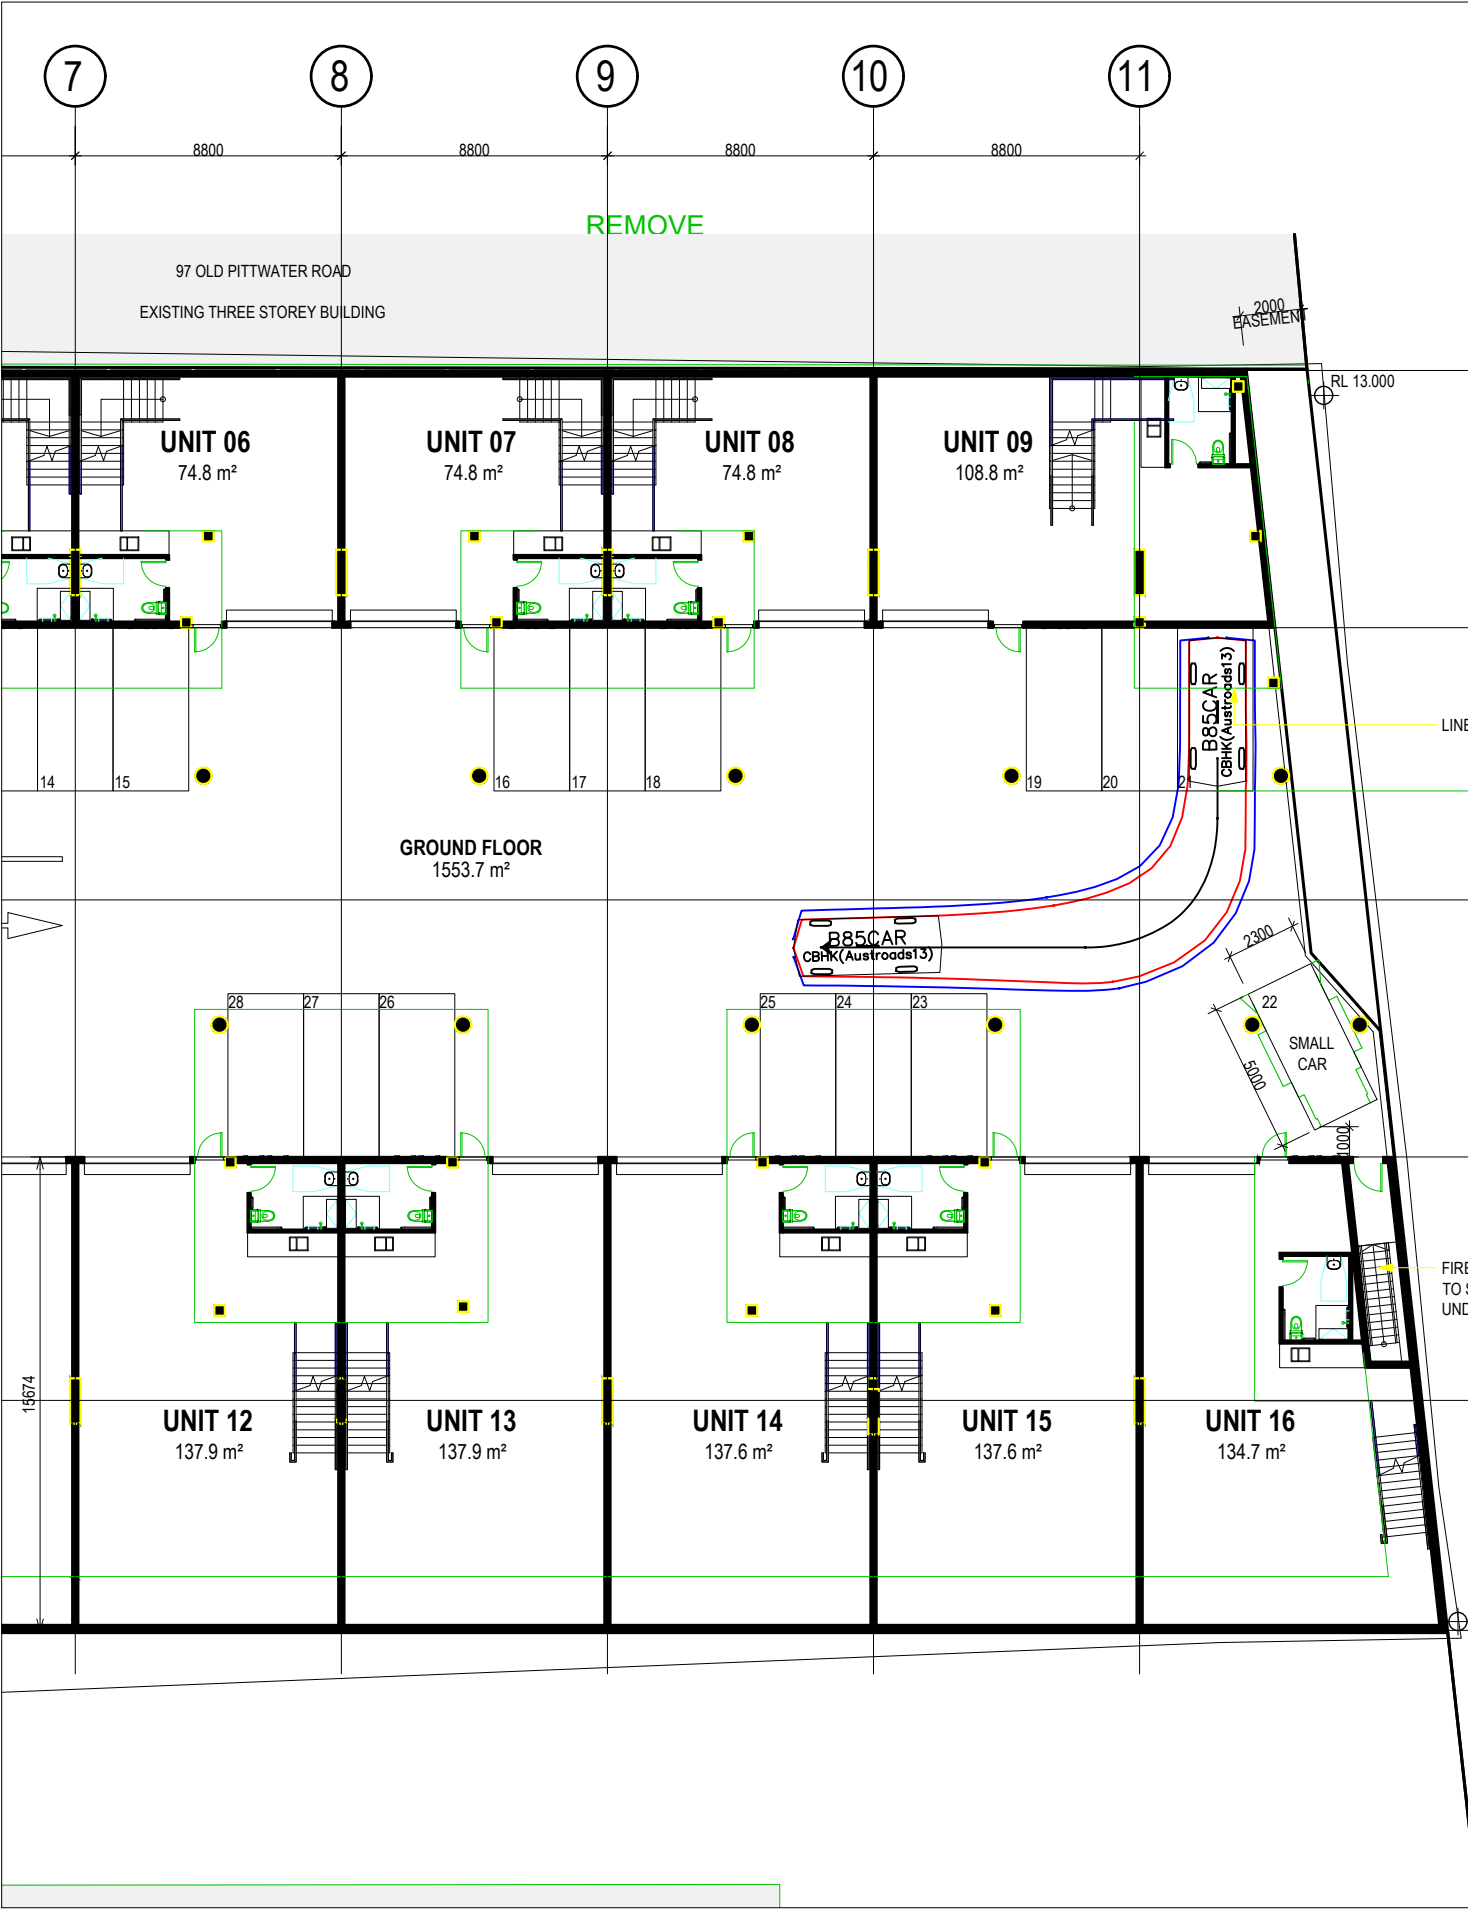 7
8
9
10
11
8800
8800
8800
8800
REMOVE
97 OLD PITTWATER ROAD
EXISTING THREE STOREY BUILDING
2000
EASEMENT
RL 13.000
UNIT 06
74.8 m²
UNIT 07
74.8 m²
UNIT 08
74.8 m²
UNIT 09
108.8 m²
B85CAR
CBHK(Austroads13)
LINE
14
15
16
17
18
19
20
21
GROUND FLOOR
1553.7 m²
B85CAR
CBHK(Austroads13)
2300
22
SMALL
CAR
5000
1000
28
27
26
25
24
23
FIRE
TO S
UND
15674
UNIT 12
137.9 m²
UNIT 13
137.9 m²
UNIT 14
137.6 m²
UNIT 15
137.6 m²
UNIT 16
134.7 m²